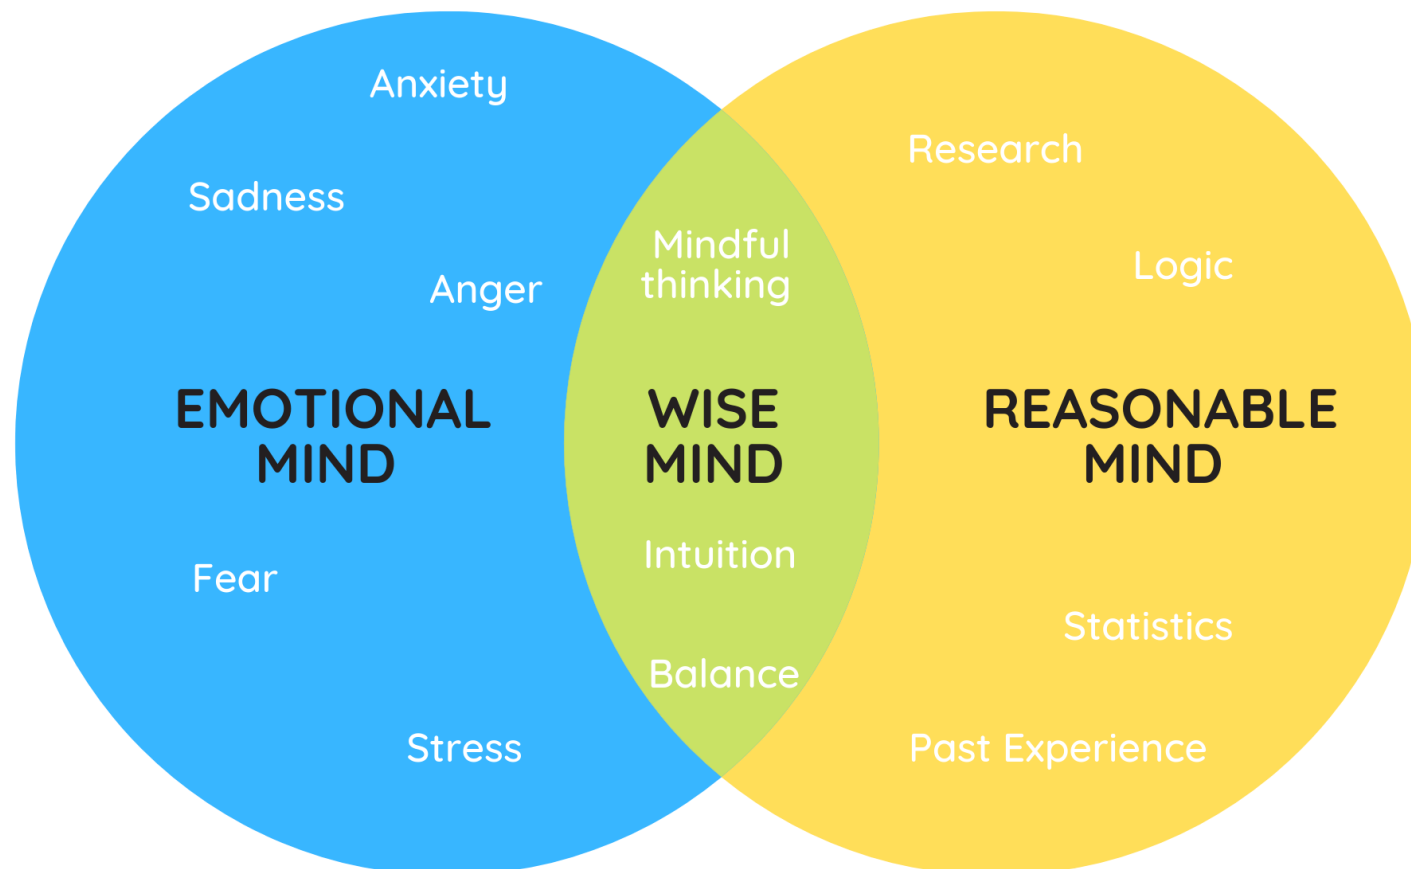 Anxiety
Sadness
Anger
EMOTIONAL
MIND
Fear
Stress
Mindful
thinking
WISE
MIND
Intuition
Balance
Research
Logic
REASONABLE
MIND
Statistics
Past Experience